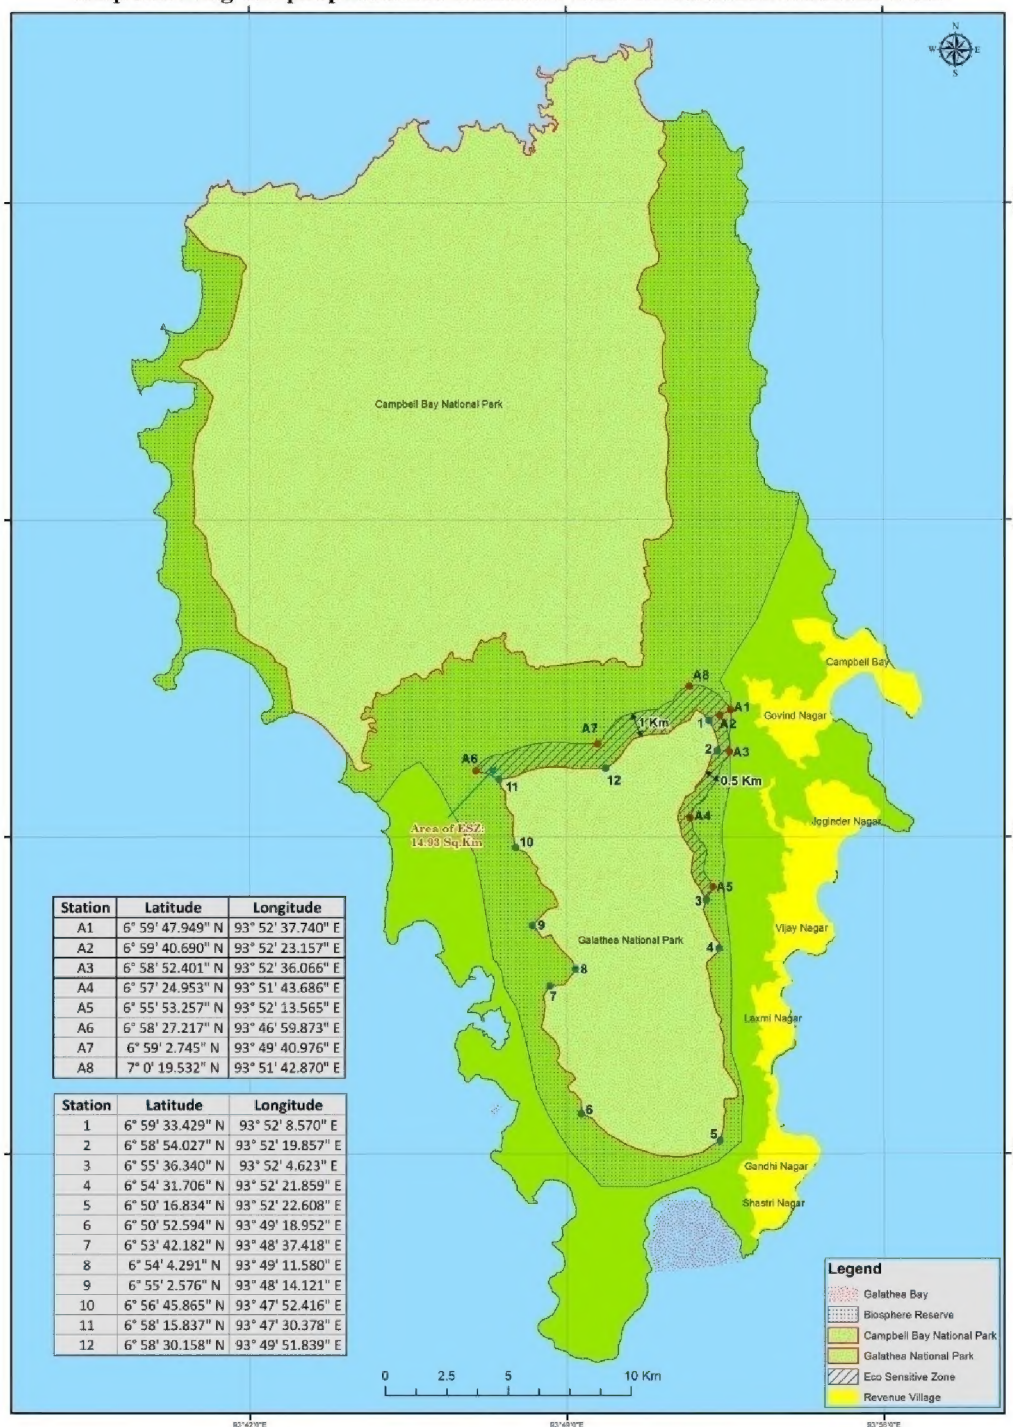 N
W E
S
Campbell Bay National Park
Campbell Bay
A8
A1
Govind Nagar
1 Km
1
A2
A7
2
A3
A6
12
0.5 Km
11
A4
Joginder Nagar
Area of ESZ:
14.93 Sq.Km
10
A5
3
9
Galathea National Park
Vijay Nagar
4
8
7
Laxmi Nagar
6
5
Gandhi Nagar
Shastri Nagar
Station Latitude Longitude
A1 6° 59' 47.949" N 93° 52' 37.740" E
A2 6° 59' 40.690" N 93° 52' 23.157" E
A3 6° 58' 52.401" N 93° 52' 36.066" E
A4 6° 57' 24.953" N 93° 51' 43.686" E
A5 6° 55' 53.257" N 93° 52' 13.565" E
A6 6° 58' 27.217" N 93° 46' 59.873" E
A7 6° 59' 2.745" N 93° 49' 40.976" E
A8 7° 0' 19.532" N 93° 51' 42.870" E
Station Latitude Longitude
1 6° 59' 33.429" N 93° 52' 8.570" E
2 6° 58' 54.027" N 93° 52' 19.857" E
3 6° 55' 36.340" N 93° 52' 4.623" E
4 6° 54' 31.706" N 93° 52' 21.859" E
5 6° 50' 16.834" N 93° 52' 22.608" E
6 6° 50' 52.594" N 93° 49' 18.952" E
7 6° 53' 42.182" N 93° 48' 37.418" E
8 6° 54' 4.291" N 93° 49' 11.580" E
9 6° 55' 2.576" N 93° 48' 14.121" E
10 6° 56' 45.865" N 93° 47' 52.416" E
11 6° 58' 15.837" N 93° 47' 30.378" E
12 6° 58' 30.158" N 93° 49' 51.839" E
0 2.5 5 10 Km
Legend
Galathea Bay
Biosphere Reserve
Campbell Bay National Park
Galathea National Park
Eco Sensitive Zone
Revenue Village